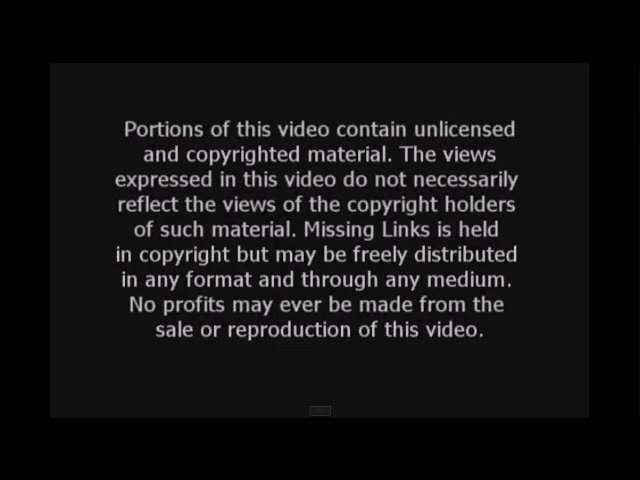 Portions of this video contain unlicensed
and copyrighted material. The views
expressed in this video do not necessarily
reflect the views of the copyright holders
of such material. Missing Links is held
in copyright but may be freely distributed
in any format and through any medium.
No profits may ever be made from the
sale or reproduction of this video.